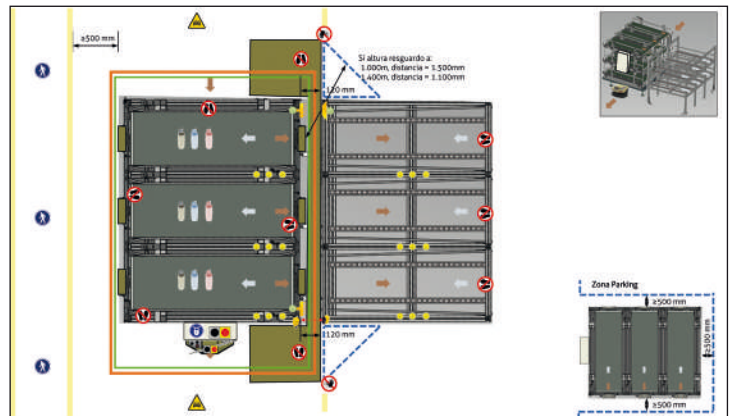 ≥500 mm
Si altura resguardo a:
1.000m, distancia = 1.500mm
1.400m, distancia = 1.100mm
120 mm
120 mm
Zona Parking
≥500 mm
≥500 mm
≥500 mm